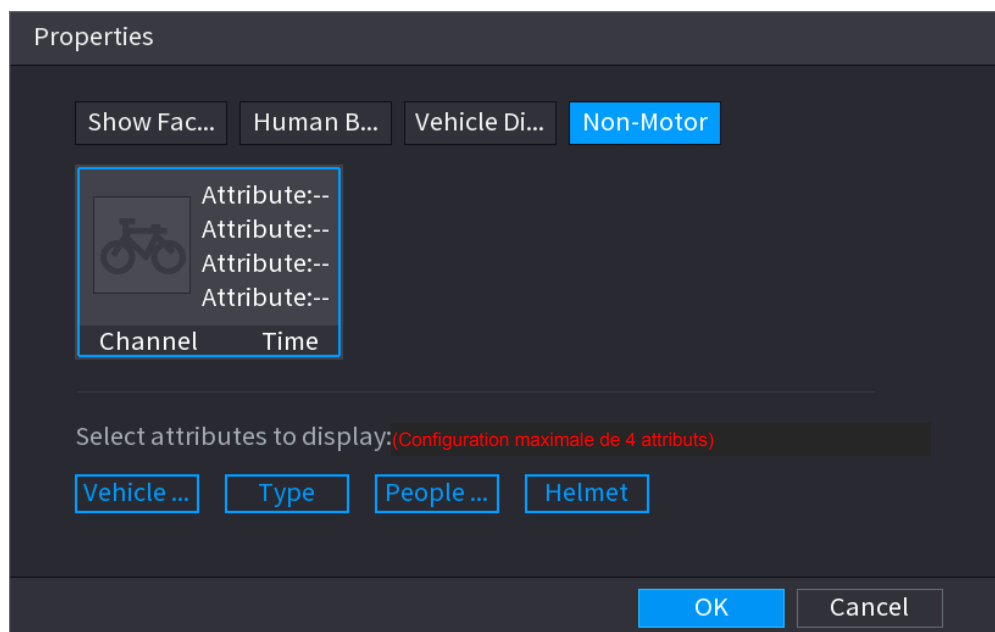 Properties
Show Fac... Human B... Vehicle Di... Non-Motor
Attribute:--
Attribute:--
Attribute:--
Attribute:--
Channel Time
Select attributes to display:(Configuration maximale de 4 attributs)
Vehicle ... Type People ... Helmet
OK Cancel